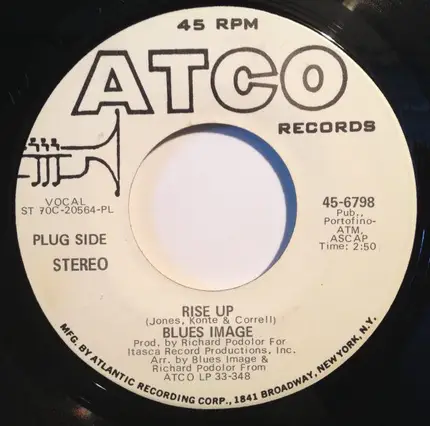 45 RPM
ATCO
RECORDS
VOCAL
ST 70C-20564-PL
PLUG SIDE
STEREO
45-6798
Pub.,
Portofino-
ATM,
ASCAP
Time: 2:50
RISE UP
(Jones, Konte & Correll)
BLUES IMAGE
Prod. by Richard Podolor For
Itasca Record Productions, Inc.
Arr. by Blues Image &
Richard Podolor From
ATCO LP 33-348
MFG. BY ATLANTIC RECORDING CORP., 1841 BROADWAY, NEW YORK, N.Y.